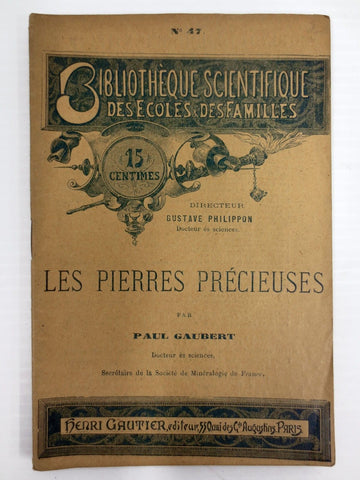 N° 47
BIBLIOTHÈQUE SCIENTIFIQUE
DES ECOLES & DES FAMILLES
15
CENTIMES
DIRECTEUR
GUSTAVE PHILIPPON
Docteur ès sciences.
LES PIERRES PRÉCIEUSES
PAR
PAUL GAUBERT
Docteur ès sciences,
Secrétaire de la Société de Minéralogie de France.
HENRI GAUTIER, editeur, 55 Quai des Gds Augustins, PARIS.